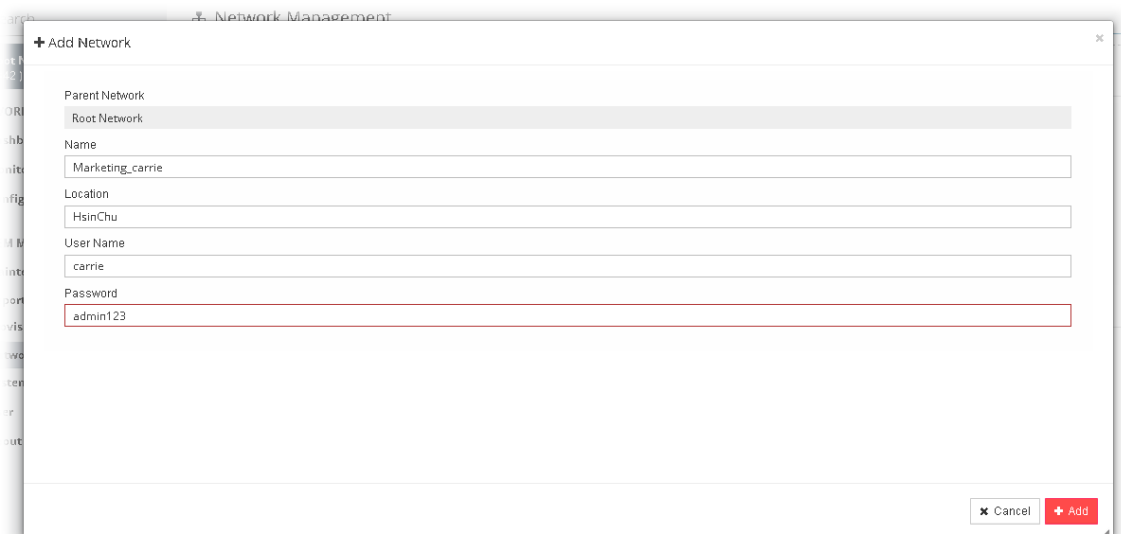 Network Management
Add Network
Parent Network
Root Network
Name
Marketing_carrie
Location
HsinChu
User Name
carrie
Password
admin123
Cancel
Add